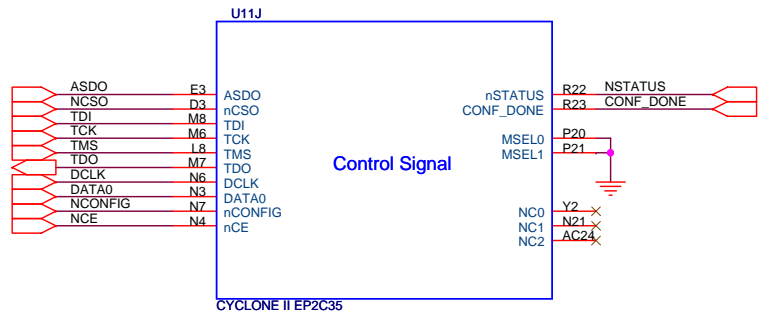 U11J
ASDO E3 ASDO
NCSO D3 nCSO
TDI M8 TDI
TCK M6 TCK
TMS L8 TMS
TDO M7 TDO
DCLK N6 DCLK
DATA0 N3 DATA0
NCONFIG N7 nCONFIG
NCE N4 nCE
Control Signal
nSTATUS R22 NSTATUS
CONF_DONE R23 CONF_DONE
MSEL0 P20
MSEL1 P21
NC0 Y2
NC1 N21
NC2 AC24
CYCLONE II EP2C35